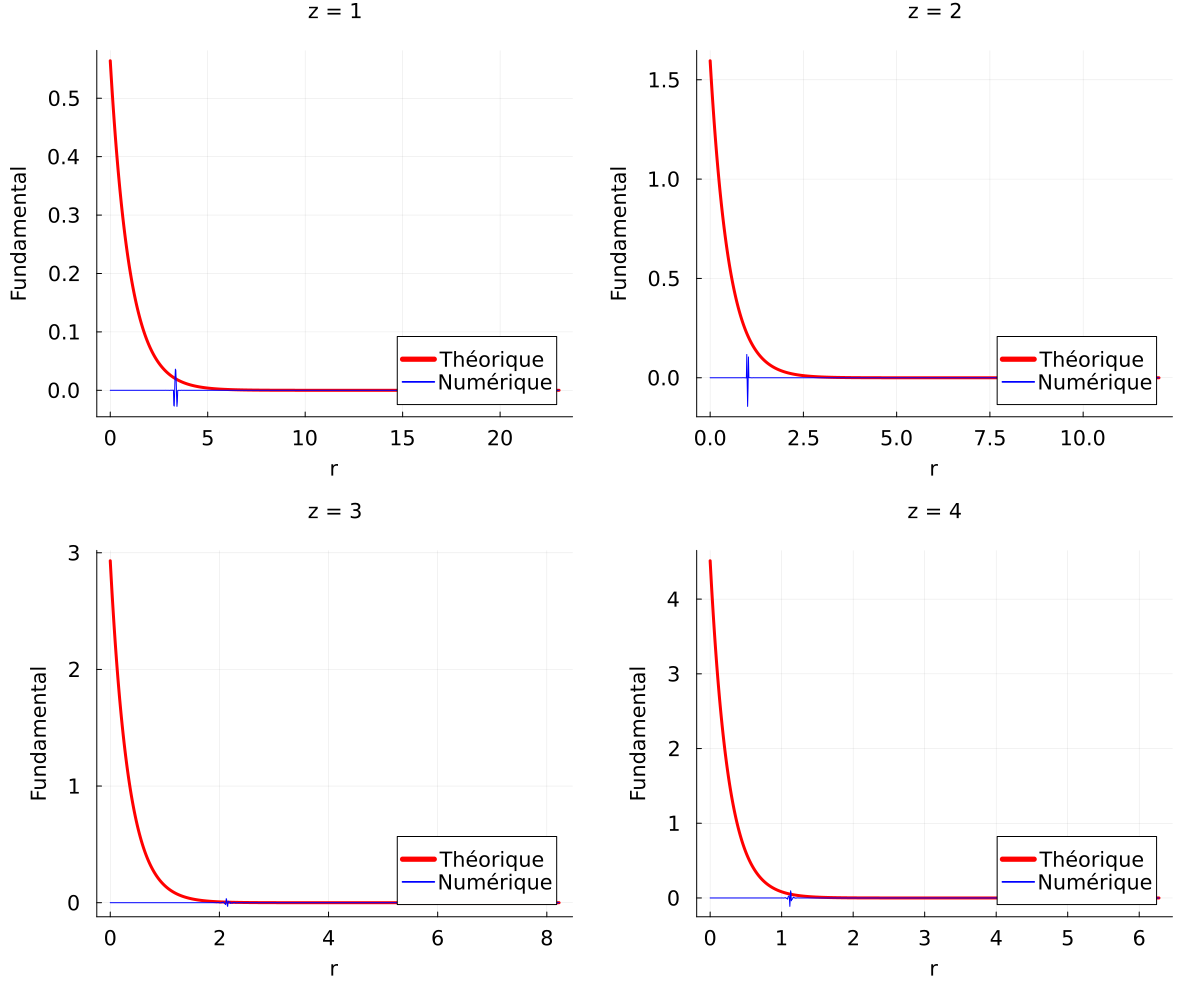 z = 1
Fundamental
0.5
0.4
0.3
0.2
0.1
0.0
Théorique
Numérique
0 5 10 15 20
r
z = 2
Fundamental
1.5
1.0
0.5
0.0
Théorique
Numérique
0.0 2.5 5.0 7.5 10.0
r
z = 3
Fundamental
3
2
1
0
Théorique
Numérique
0 2 4 6 8
r
z = 4
Fundamental
4
3
2
1
0
Théorique
Numérique
0 1 2 3 4 5 6
r